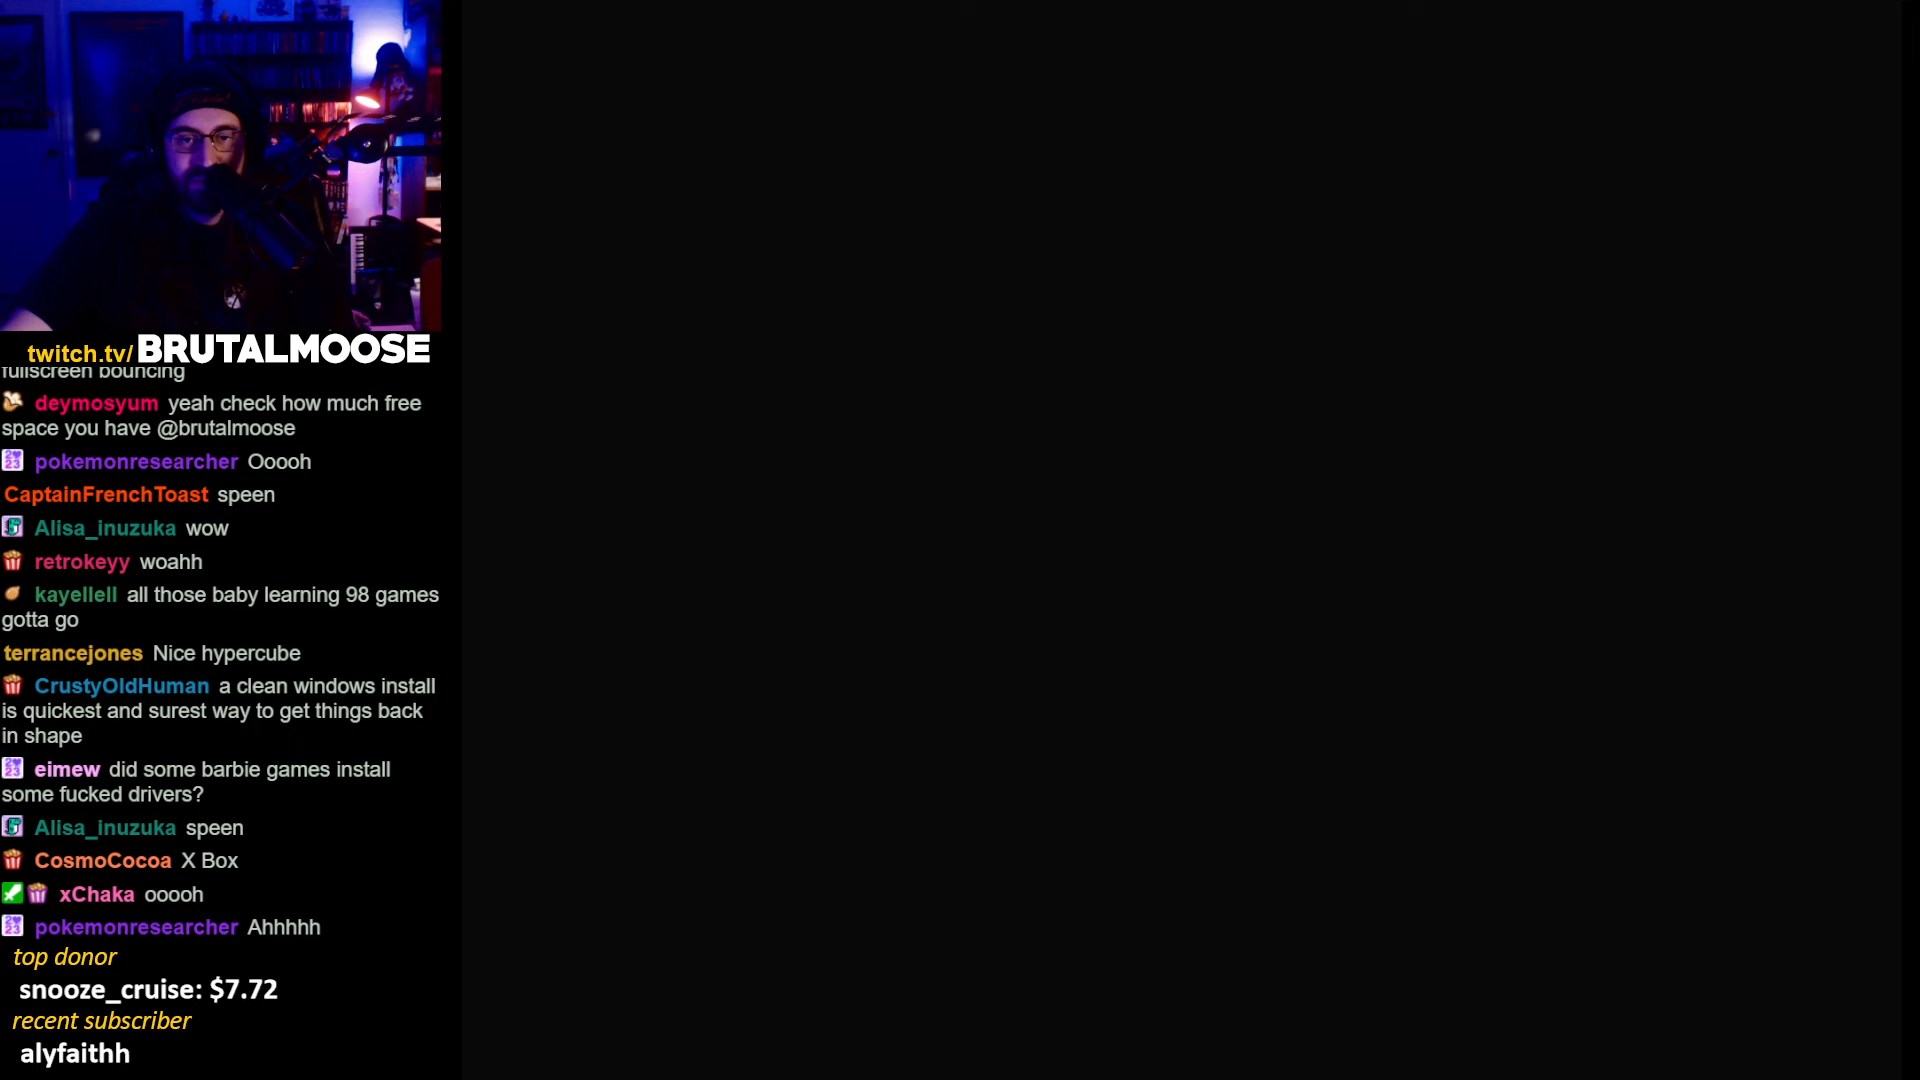 twitch.tv/BRUTALMOOSE
fullscreen bouncing
deymosyum yeah check how much free
space you have @brutalmoose
pokemonresearcher Ooooh
CaptainFrenchToast speen
Alisa_inuzuka wow
retrokeyy woahh
kayellell all those baby learning 98 games
gotta go
terrancejones Nice hypercube
CrustyOldHuman a clean windows install
is quickest and surest way to get things back
in shape
eimew did some barbie games install
some fucked drivers?
Alisa_inuzuka speen
CosmoCocoa X Box
xChaka ooooh
pokemonresearcher Ahhhhh
top donor
snooze_cruise: $7.72
recent subscriber
alyfaithh